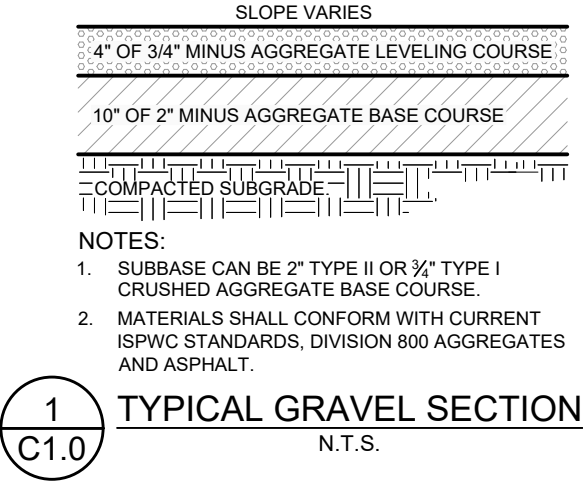 SLOPE VARIES
4" OF 3/4" MINUS AGGREGATE LEVELING COURSE
10" OF 2" MINUS AGGREGATE BASE COURSE
COMPACTED SUBGRADE.
NOTES:
1. SUBBASE CAN BE 2" TYPE II OR ¾" TYPE I
CRUSHED AGGREGATE BASE COURSE.
2. MATERIALS SHALL CONFORM WITH CURRENT
ISPWC STANDARDS, DIVISION 800 AGGREGATES
AND ASPHALT.
1
C1.0
TYPICAL GRAVEL SECTION
N.T.S.